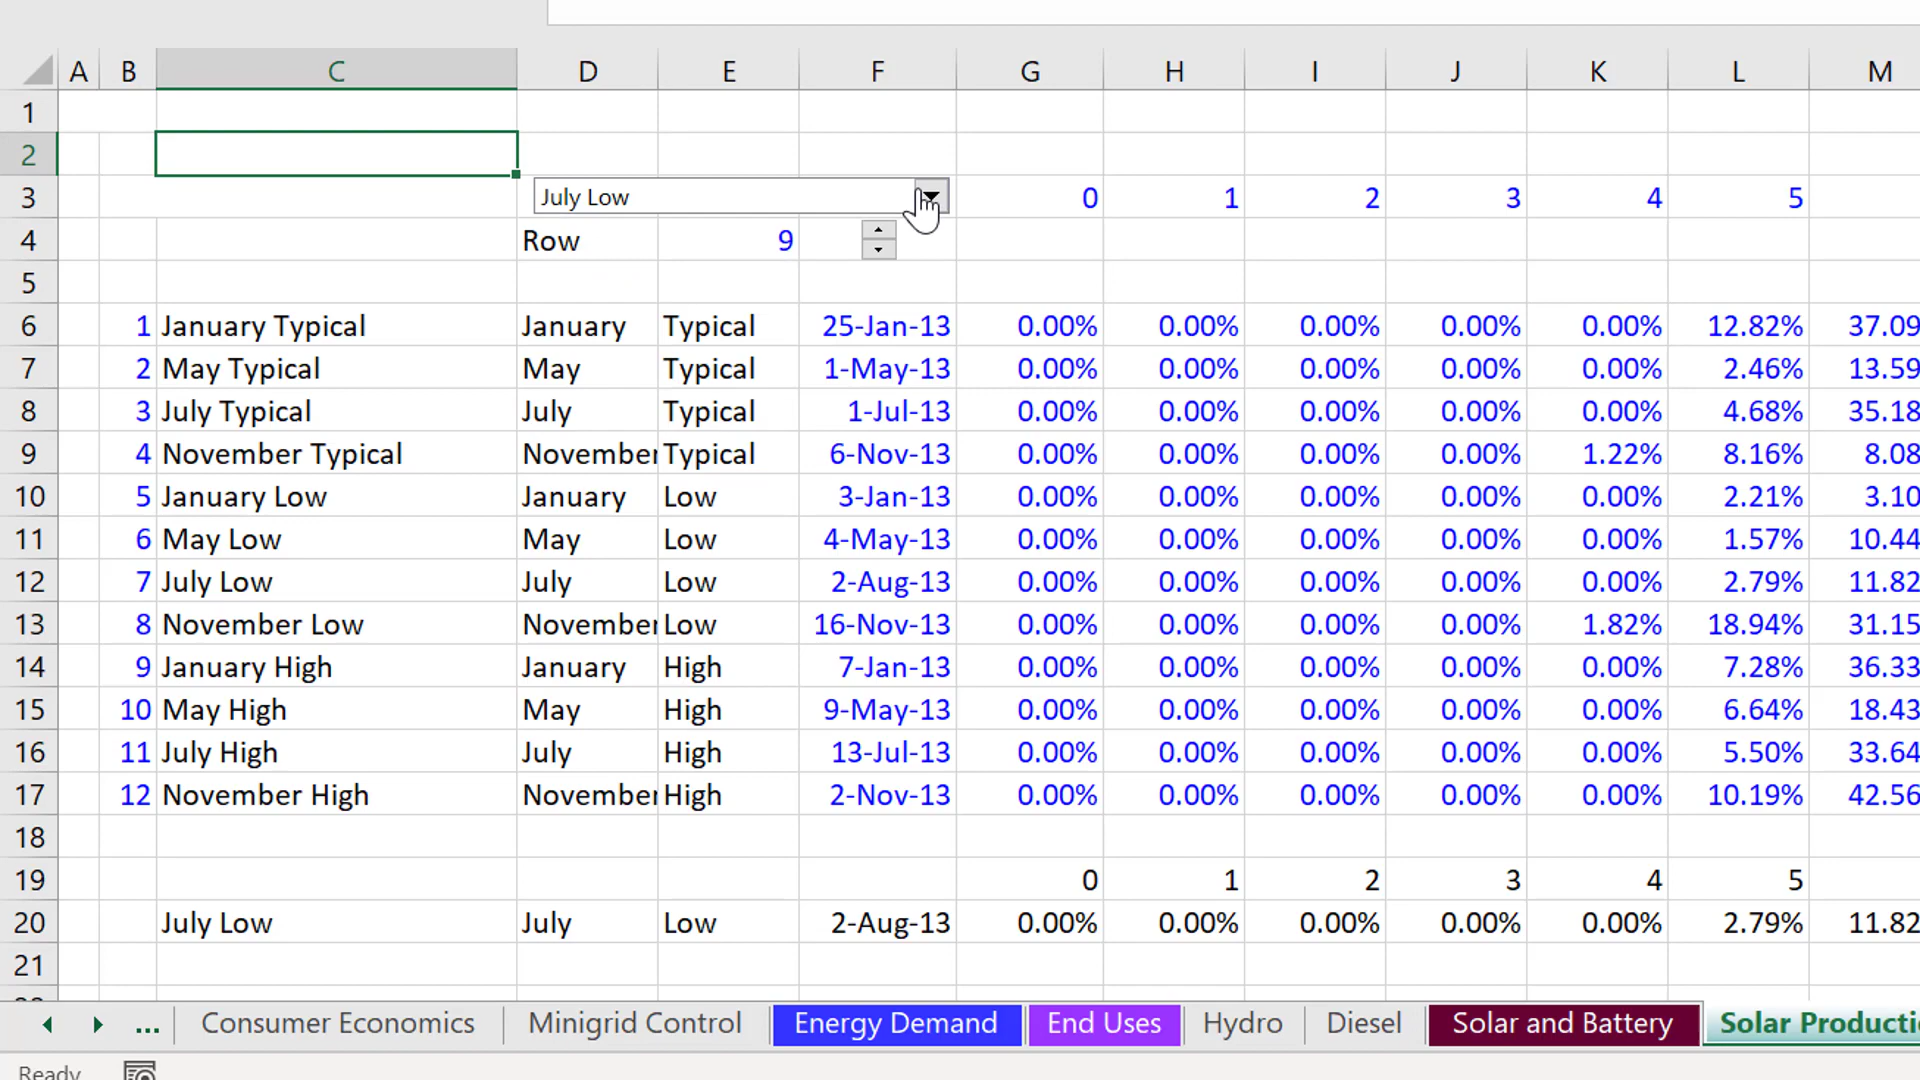 A B C D E F G H I J K L M
1
2
3 July Low 0 1 2 3 4 5
4 Row 9
5
6 1 January Typical January Typical 25-Jan-13 0.00% 0.00% 0.00% 0.00% 0.00% 12.82% 37.09
7 2 May Typical May Typical 1-May-13 0.00% 0.00% 0.00% 0.00% 0.00% 2.46% 13.59
8 3 July Typical July Typical 1-Jul-13 0.00% 0.00% 0.00% 0.00% 0.00% 4.68% 35.18
9 4 November Typical November Typical 6-Nov-13 0.00% 0.00% 0.00% 0.00% 1.22% 8.16% 8.08
10 5 January Low January Low 3-Jan-13 0.00% 0.00% 0.00% 0.00% 0.00% 2.21% 3.10
11 6 May Low May Low 4-May-13 0.00% 0.00% 0.00% 0.00% 0.00% 1.57% 10.44
12 7 July Low July Low 2-Aug-13 0.00% 0.00% 0.00% 0.00% 0.00% 2.79% 11.82
13 8 November Low November Low 16-Nov-13 0.00% 0.00% 0.00% 0.00% 1.82% 18.94% 31.15
14 9 January High January High 7-Jan-13 0.00% 0.00% 0.00% 0.00% 0.00% 7.28% 36.33
15 10 May High May High 9-May-13 0.00% 0.00% 0.00% 0.00% 0.00% 6.64% 18.43
16 11 July High July High 13-Jul-13 0.00% 0.00% 0.00% 0.00% 0.00% 5.50% 33.64
17 12 November High November High 2-Nov-13 0.00% 0.00% 0.00% 0.00% 0.00% 10.19% 42.56
18
19 0 1 2 3 4 5
20 July Low July Low 2-Aug-13 0.00% 0.00% 0.00% 0.00% 0.00% 2.79% 11.82
21
... Consumer Economics Minigrid Control Energy Demand End Uses Hydro Diesel Solar and Battery Solar Producti
Ready